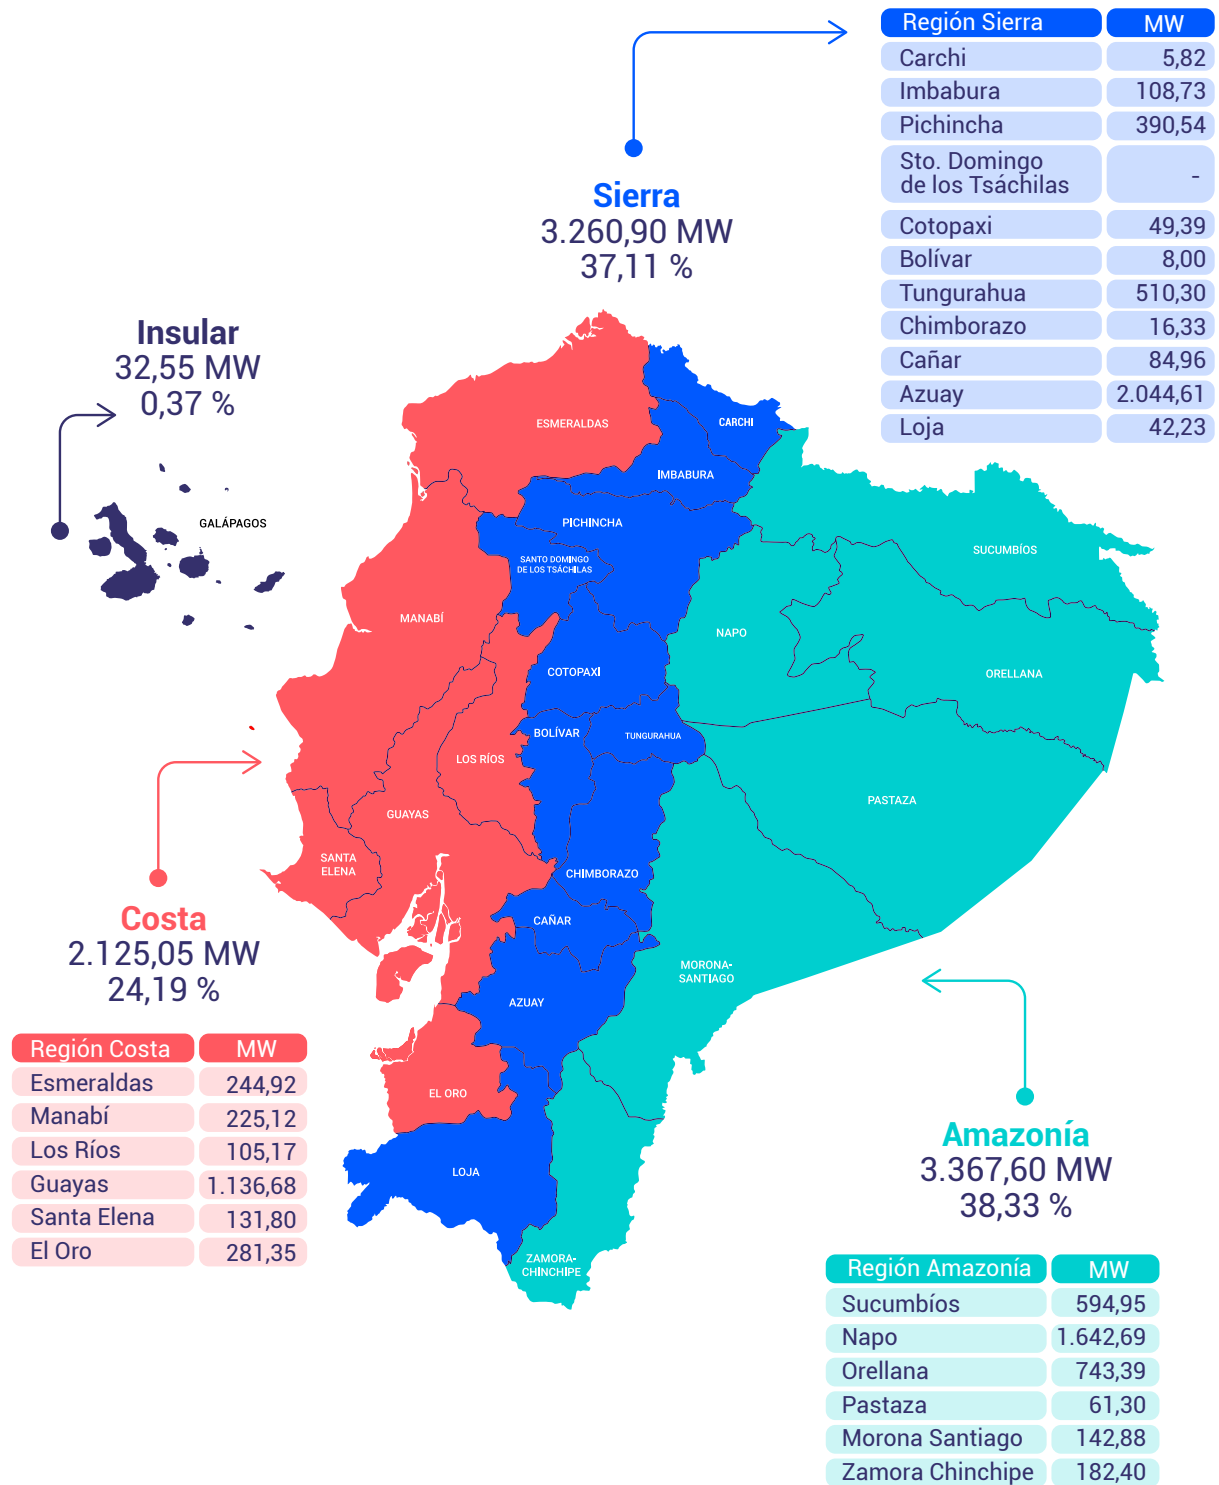 Región Sierra MW
Carchi 5,82
Imbabura 108,73
Pichincha 390,54
Sto. Domingo
de los Tsáchilas -
Cotopaxi 49,39
Bolívar 8,00
Tungurahua 510,30
Chimborazo 16,33
Cañar 84,96
Azuay 2.044,61
Loja 42,23
Sierra
3.260,90 MW
37,11 %
Insular
32,55 MW
0,37 %
GALÁPAGOS
ESMERALDAS
CARCHI
IMBABURA
PICHINCHA
SANTO DOMINGO
DE LOS TSÁCHILAS
SUCUMBÍOS
MANABÍ
NAPO
COTOPAXI
ORELLANA
BOLÍVAR
TUNGURAHUA
LOS RÍOS
PASTAZA
GUAYAS
SANTA
ELENA
CHIMBORAZO
CAÑAR
MORONA-
SANTIAGO
AZUAY
EL ORO
LOJA
ZAMORA-
CHINCHIPE
Costa
2.125,05 MW
24,19 %
Región Costa MW
Esmeraldas 244,92
Manabí 225,12
Los Ríos 105,17
Guayas 1.136,68
Santa Elena 131,80
El Oro 281,35
Amazonía
3.367,60 MW
38,33 %
Región Amazonía MW
Sucumbíos 594,95
Napo 1.642,69
Orellana 743,39
Pastaza 61,30
Morona Santiago 142,88
Zamora Chinchipe 182,40